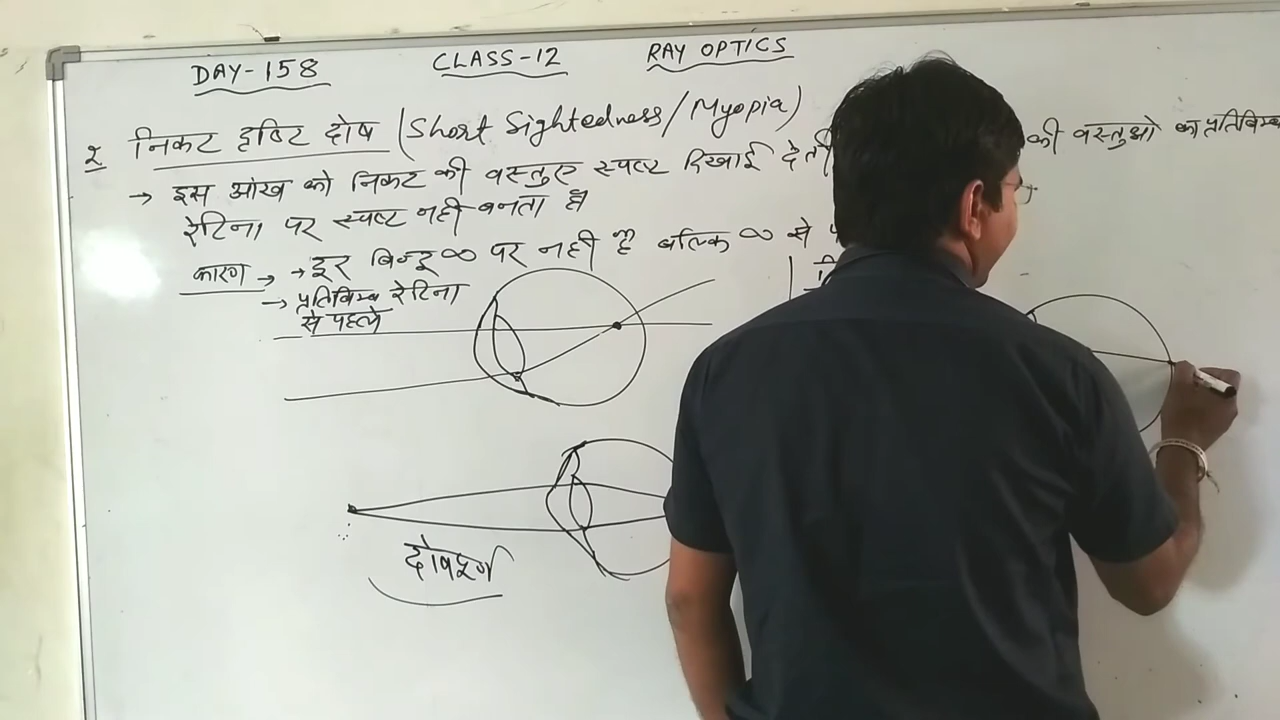 DAY-158 CLASS-12 RAY OPTICS
2 निकट दृष्टि दोष (Short Sightedness/Myopia)
→ इस आंख को निकट की वस्तुए स्पष्ट दिखाई देती की वस्तुओ का प्रतिबिम्ब
रेटिना पर स्पष्ट नही बनता है
कारण → → दूर बिन्दू ∞ पर नही है बल्कि ∞ से
→ प्रतिबिम्ब रेटिना
से पहले
दोषपूर्ण